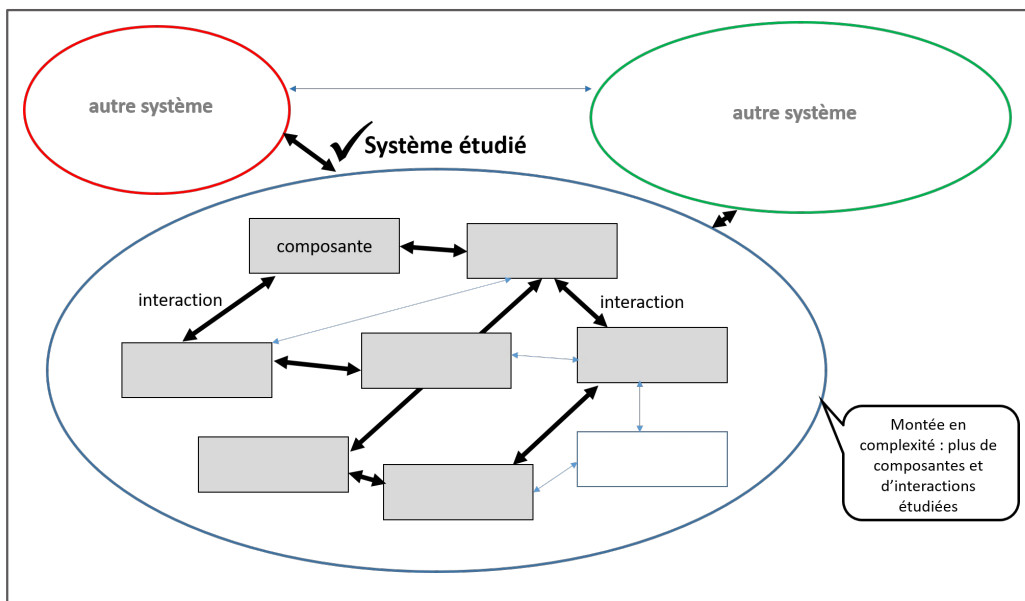 autre système
autre système
✓ Système étudié
composante
interaction
interaction
Montée en
complexité : plus de
composantes et
d’interactions
étudiées